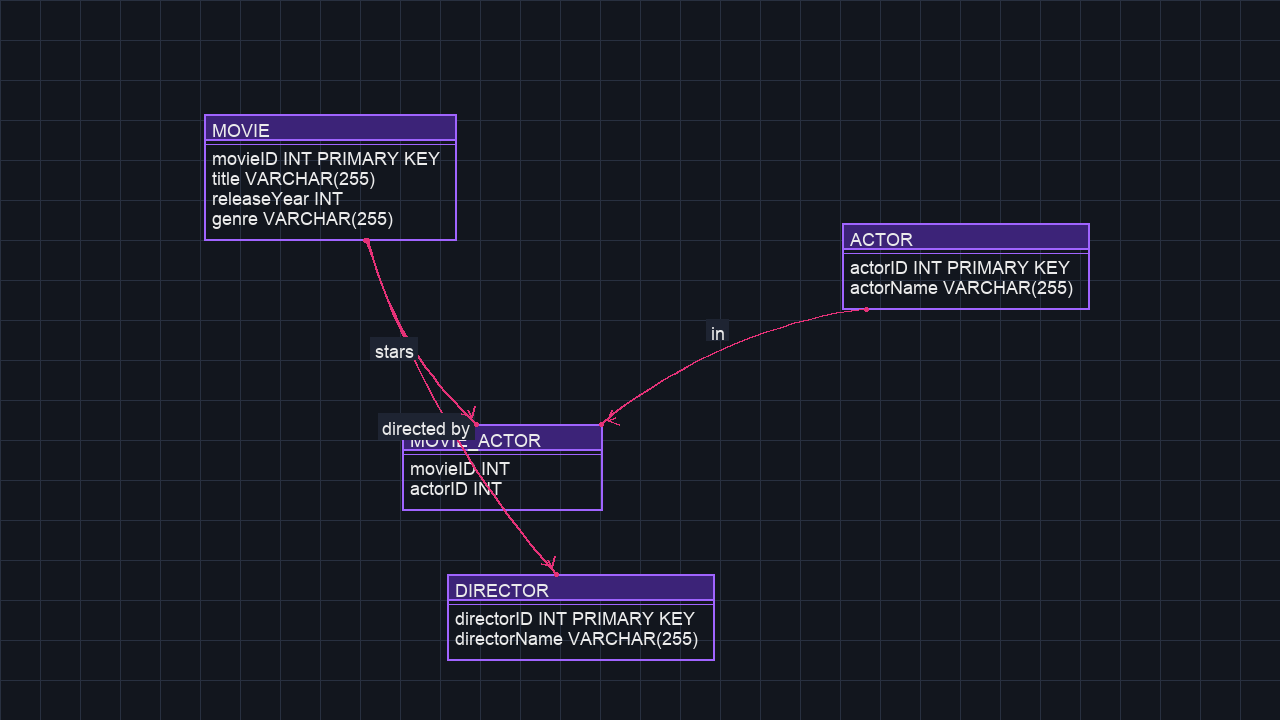 MOVIE
movieID INT PRIMARY KEY
title VARCHAR(255)
releaseYear INT
genre VARCHAR(255)
ACTOR
actorID INT PRIMARY KEY
actorName VARCHAR(255)
in
stars
directed by
MOVIE_ACTOR
movieID INT
actorID INT
DIRECTOR
directorID INT PRIMARY KEY
directorName VARCHAR(255)